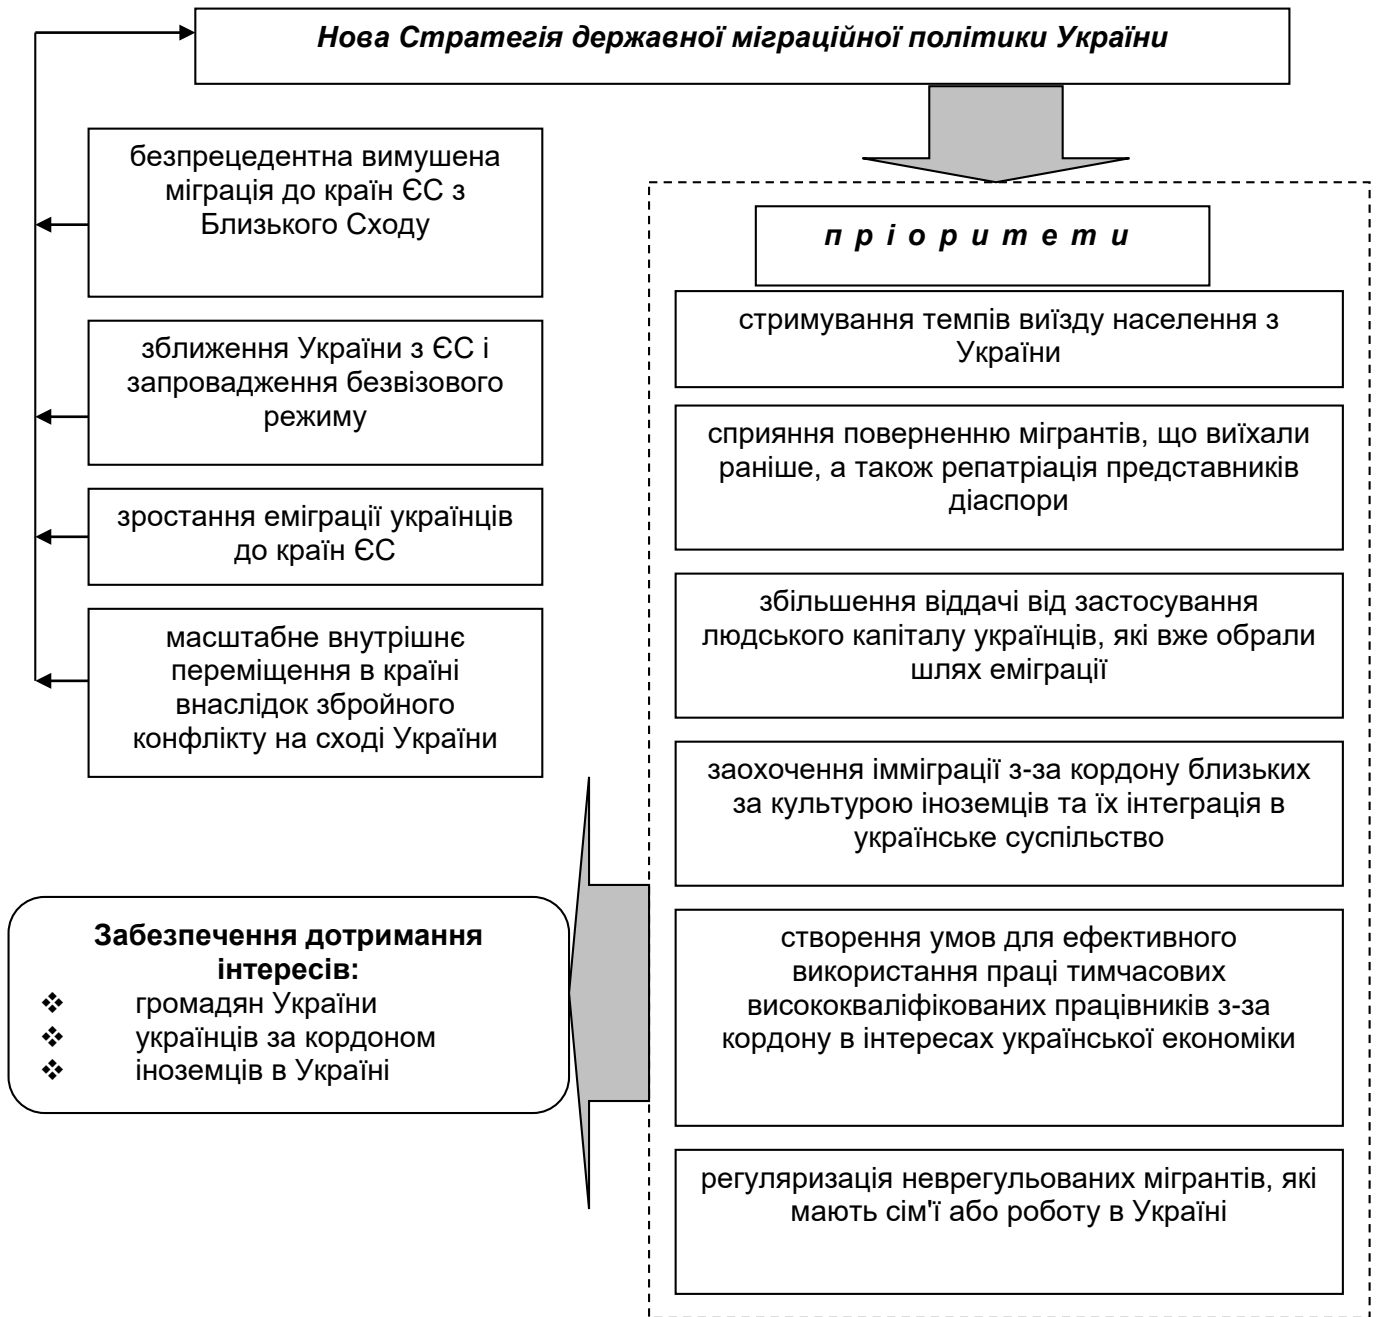 Нова Стратегія державної міграційної політики України
безпрецедентна вимушена
міграція до країн ЄС з
Близького Сходу
зближення України з ЄС і
запровадження безвізового
режиму
зростання еміграції українців
до країн ЄС
масштабне внутрішнє
переміщення в країні
внаслідок збройного
конфлікту на сході України
Забезпечення дотримання
інтересів:
❖ громадян України
❖ українців за кордоном
❖ іноземців в Україні
п р і о р и т е т и
стримування темпів виїзду населення з
України
сприяння поверненню мігрантів, що виїхали
раніше, а також репатріація представників
діаспори
збільшення віддачі від застосування
людського капіталу українців, які вже обрали
шлях еміграції
заохочення імміграції з-за кордону близьких
за культурою іноземців та їх інтеграція в
українське суспільство
створення умов для ефективного
використання праці тимчасових
висококваліфікованих працівників з-за
кордону в інтересах української економіки
регуляризація неврегульованих мігрантів, які
мають сім'ї або роботу в Україні